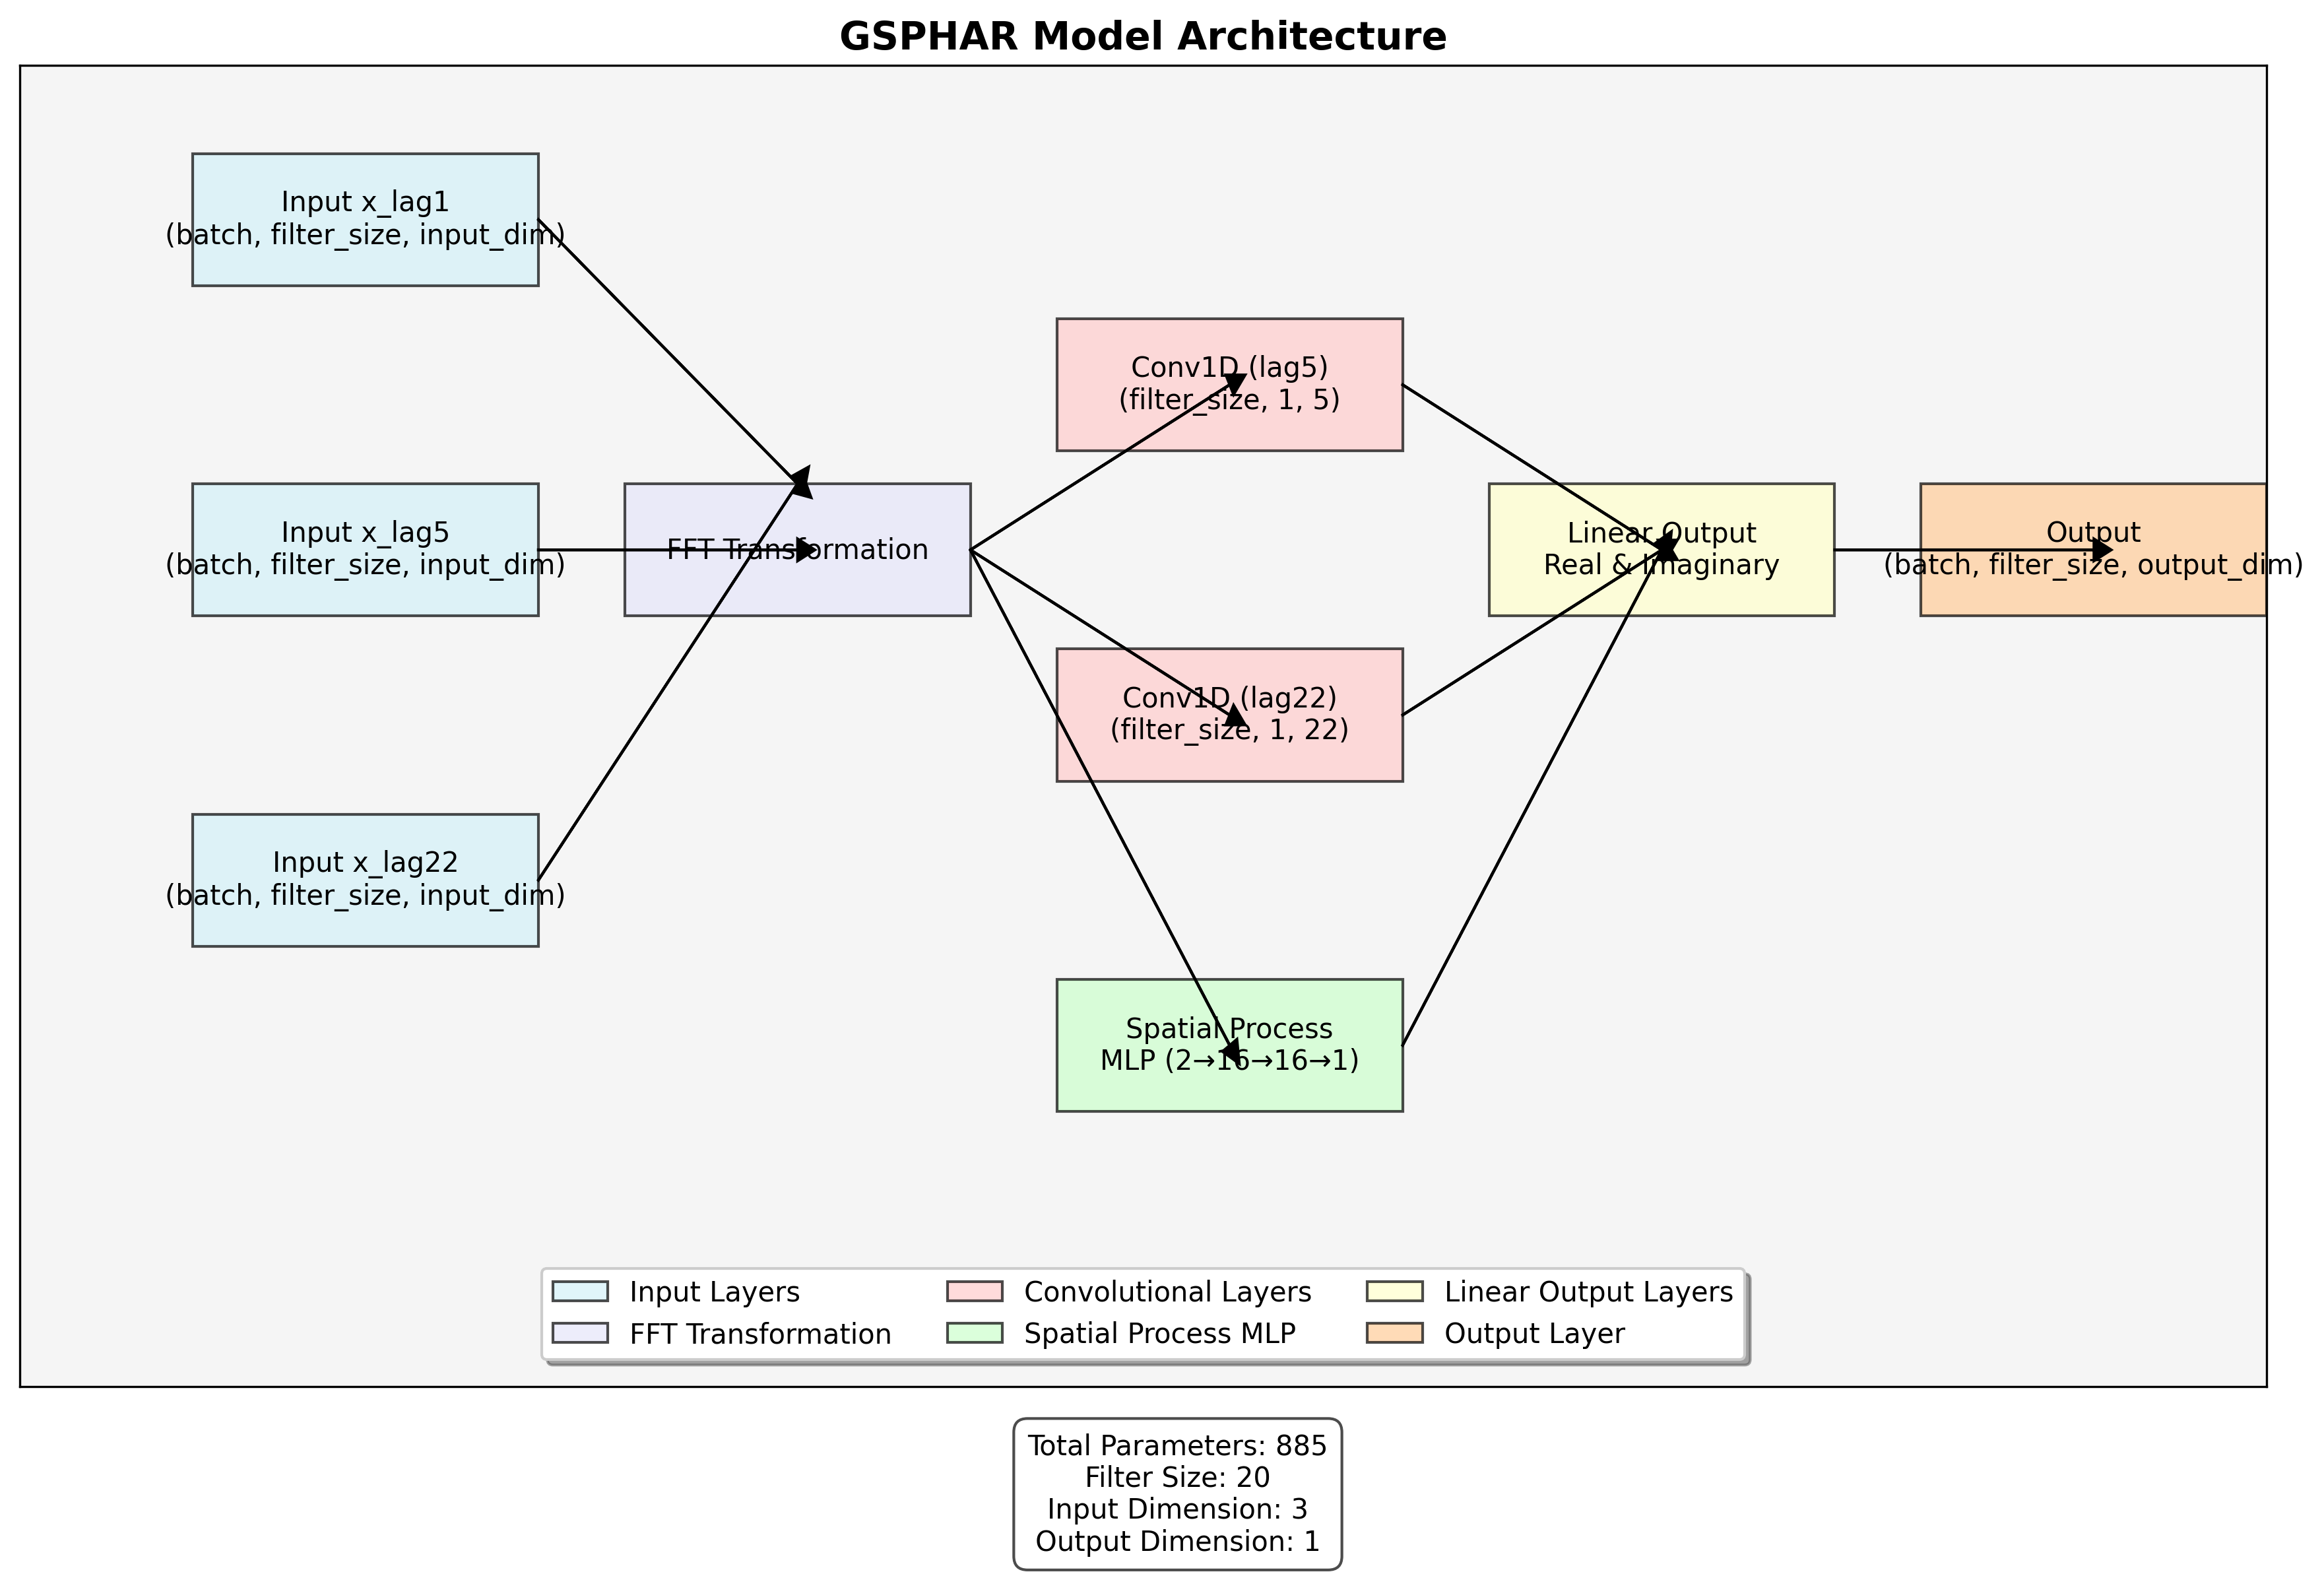 GSPHAR Model Architecture
Input x_lag1
(batch, filter_size, input_dim)
Input x_lag5
(batch, filter_size, input_dim)
Input x_lag22
(batch, filter_size, input_dim)
FFT Transformation
Conv1D (lag5)
(filter_size, 1, 5)
Conv1D (lag22)
(filter_size, 1, 22)
Spatial Process
MLP (2→16→16→1)
Linear Output
Real & Imaginary
Output
(batch, filter_size, output_dim)
Input Layers
FFT Transformation
Convolutional Layers
Spatial Process MLP
Linear Output Layers
Output Layer
Total Parameters: 885
Filter Size: 20
Input Dimension: 3
Output Dimension: 1